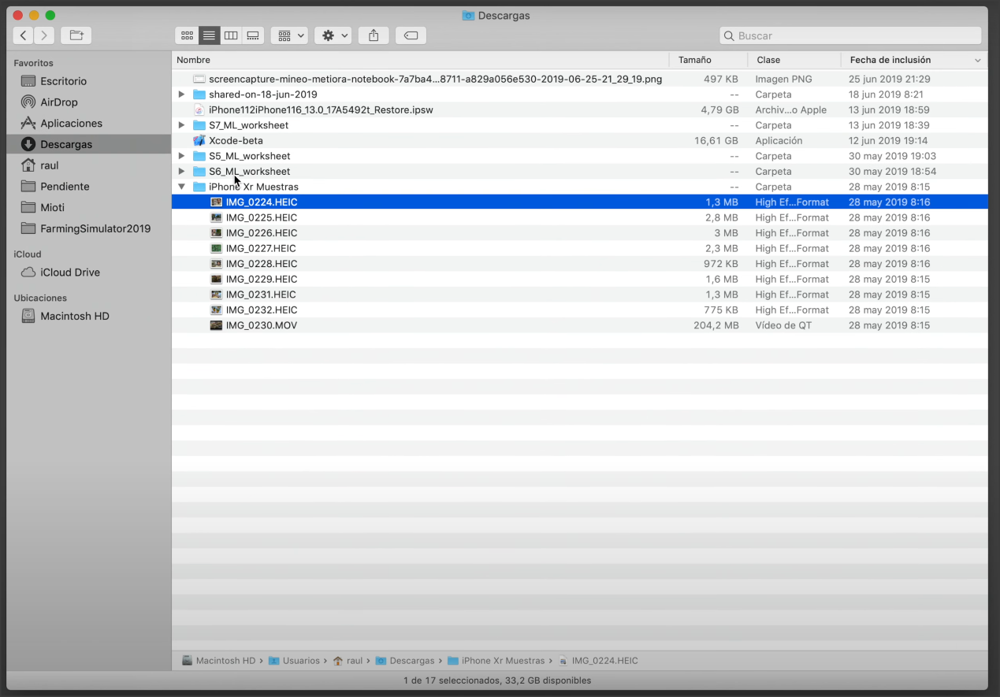 Descargas
Buscar
Favoritos
Escritorio
AirDrop
Aplicaciones
Descargas
raul
Pendiente
Mioti
FarmingSimulator2019
iCloud
iCloud Drive
Ubicaciones
Macintosh HD
Nombre Tamaño Clase Fecha de inclusión
screencapture-mineo-metiora-notebook-7a7ba4...8711-a829a056e530-2019-06-25-21_29_19.png 497 KB Imagen PNG 25 jun 2019 21:29
shared-on-18-jun-2019 -- Carpeta 18 jun 2019 8:21
iPhone112iPhone116_13.0_17A5492t_Restore.ipsw 4,79 GB Archiv...o Apple 13 jun 2019 18:59
S7_ML_worksheet -- Carpeta 13 jun 2019 18:39
Xcode-beta 16,61 GB Aplicación 12 jun 2019 19:14
S5_ML_worksheet -- Carpeta 30 may 2019 19:03
S6_ML_worksheet -- Carpeta 30 may 2019 18:54
iPhone Xr Muestras -- Carpeta 28 may 2019 8:15
IMG_0224.HEIC 1,3 MB High Ef...Format 28 may 2019 8:16
IMG_0225.HEIC 2,8 MB High Ef...Format 28 may 2019 8:16
IMG_0226.HEIC 3 MB High Ef...Format 28 may 2019 8:16
IMG_0227.HEIC 2,3 MB High Ef...Format 28 may 2019 8:16
IMG_0228.HEIC 972 KB High Ef...Format 28 may 2019 8:16
IMG_0229.HEIC 1,6 MB High Ef...Format 28 may 2019 8:15
IMG_0231.HEIC 1,3 MB High Ef...Format 28 may 2019 8:15
IMG_0232.HEIC 775 KB High Ef...Format 28 may 2019 8:15
IMG_0230.MOV 204,2 MB Vídeo de QT 28 may 2019 8:15
Macintosh HD › Usuarios › raul › Descargas › iPhone Xr Muestras › IMG_0224.HEIC
1 de 17 seleccionados, 33,2 GB disponibles